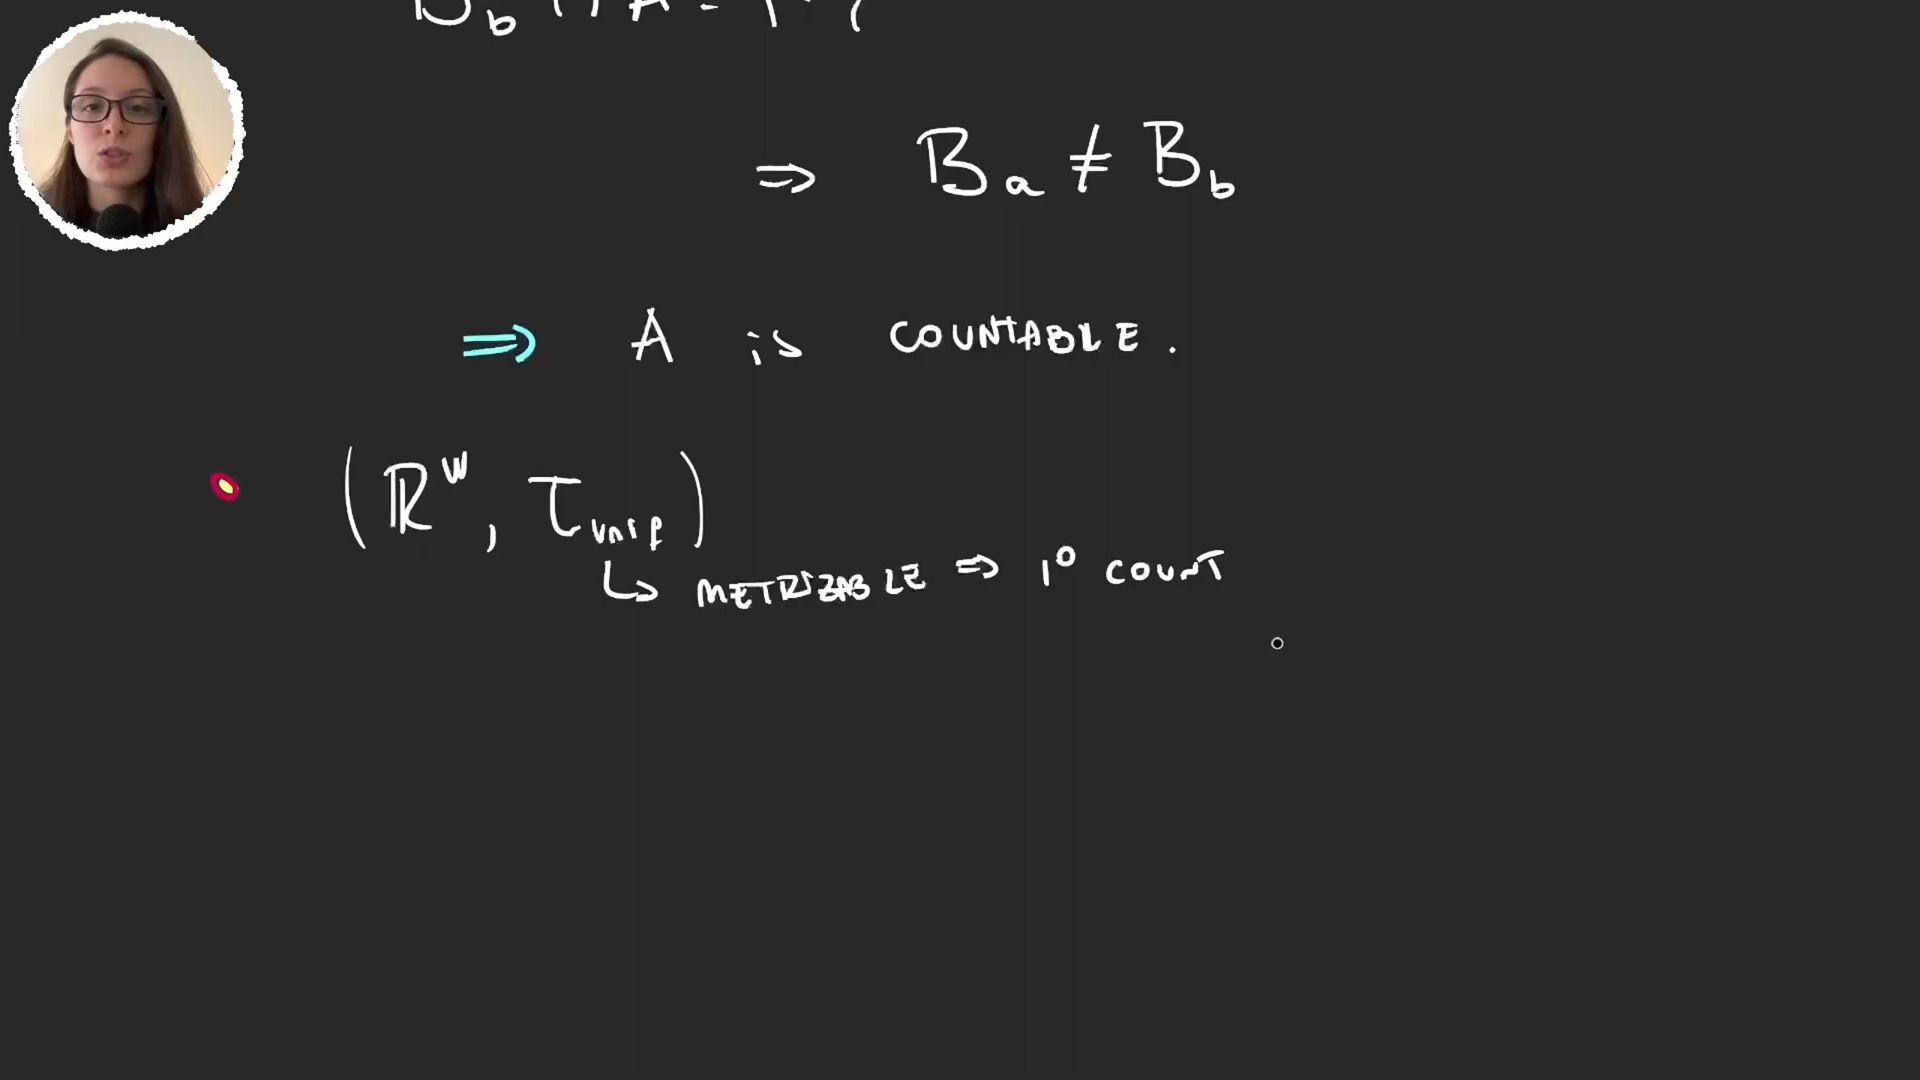 ⇒ B_a ≠ B_b
⇒ A is COUNTABLE.
(ℝ^W, τ_unif)
↳ METRIZABLE ⇒ 1° COUNT